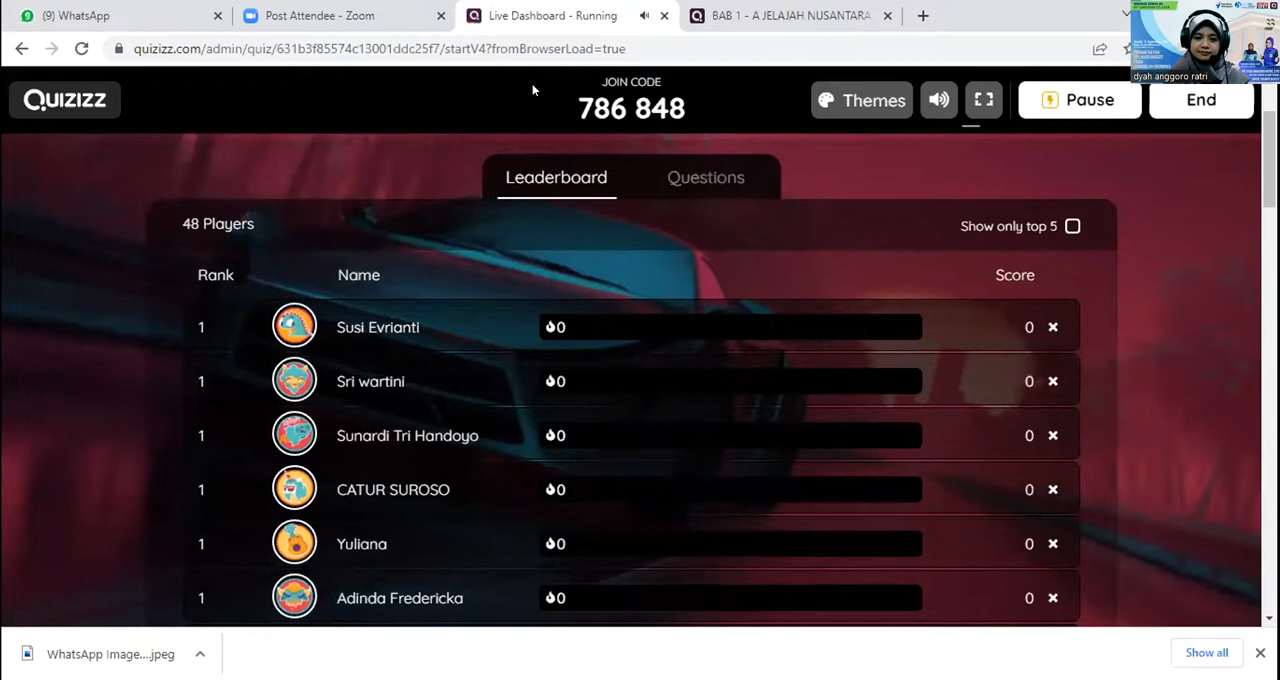 (9) WhatsApp
Post Attendee - Zoom
Live Dashboard - Running
BAB 1 - A JELAJAH NUSANTARA
quizizz.com/admin/quiz/631b3f85574c13001ddc25f7/startV4?fromBrowserLoad=true
dyah anggoro ratri
QUIZIZZ
JOIN CODE
786 848
Themes
Pause
End
Leaderboard
Questions
48 Players
Show only top 5
Rank Name Score
1 Susi Evrianti 0 0
1 Sri wartini 0 0
1 Sunardi Tri Handoyo 0 0
1 CATUR SUROSO 0 0
1 Yuliana 0 0
1 Adinda Fredericka 0 0
WhatsApp Image....jpeg
Show all